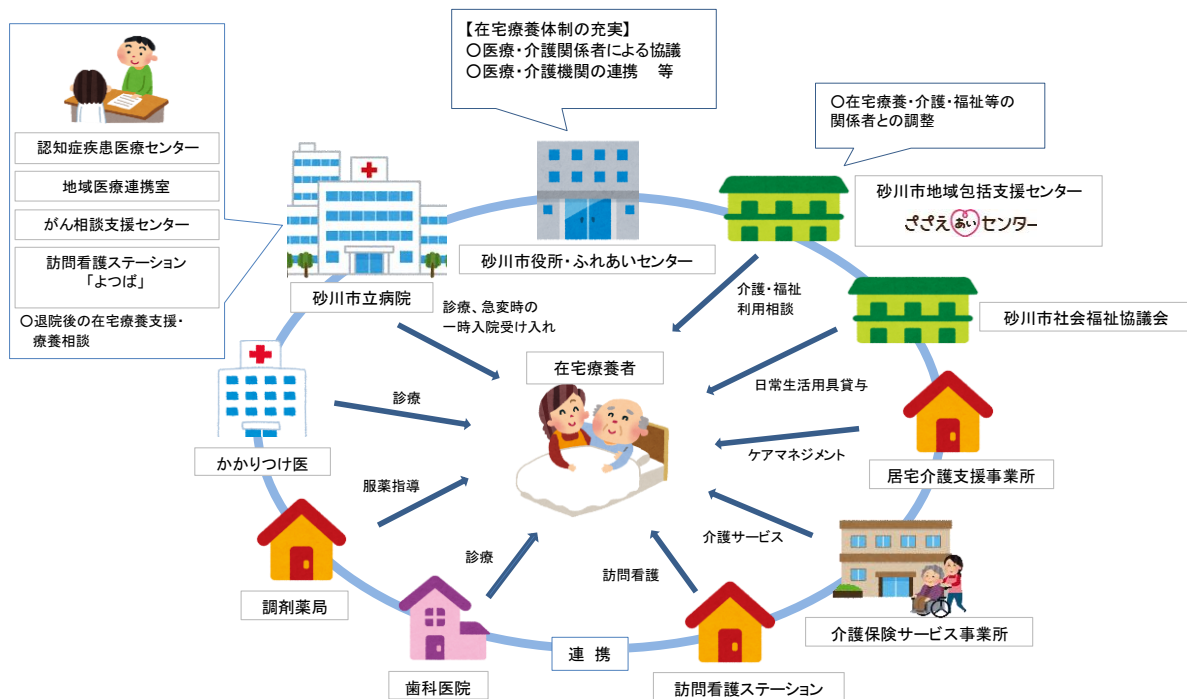 【在宅療養体制の充実】
○医療・介護関係者による協議
○医療・介護機関の連携　等
○在宅療養・介護・福祉等の
関係者との調整
認知症疾患医療センター
地域医療連携室
がん相談支援センター
訪問看護ステーション
「よつば」
○退院後の在宅療養支援・
療養相談
砂川市立病院
砂川市役所・ふれあいセンター
砂川市地域包括支援センター
ささえあいセンター
診療、急変時の
一時入院受け入れ
介護・福祉
利用相談
砂川市社会福祉協議会
在宅療養者
日常生活用具貸与
診療
かかりつけ医
ケアマネジメント
居宅介護支援事業所
服薬指導
調剤薬局
介護サービス
介護保険サービス事業所
診療
歯科医院
訪問看護
訪問看護ステーション
連 携